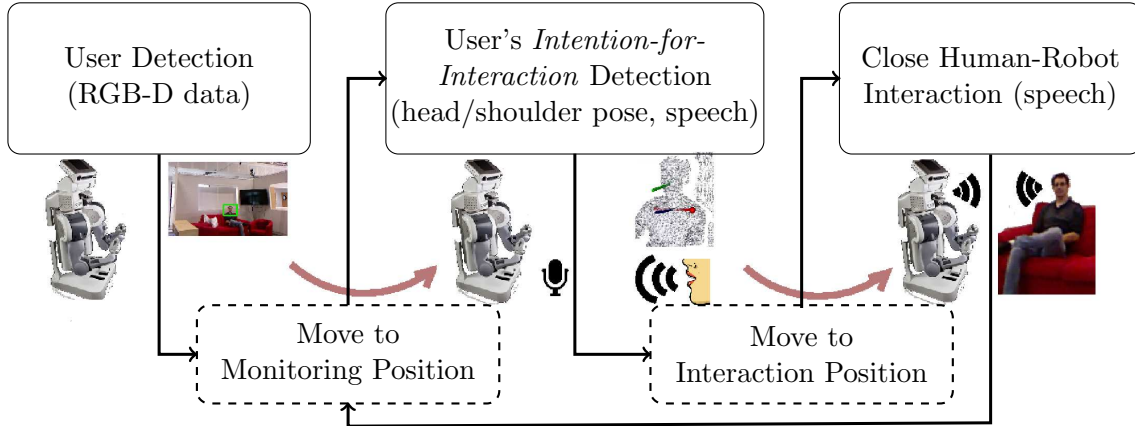 User Detection
(RGB-D data)
User's Intention-for-
Interaction Detection
(head/shoulder pose, speech)
Close Human-Robot
Interaction (speech)
Move to
Monitoring Position
Move to
Interaction Position